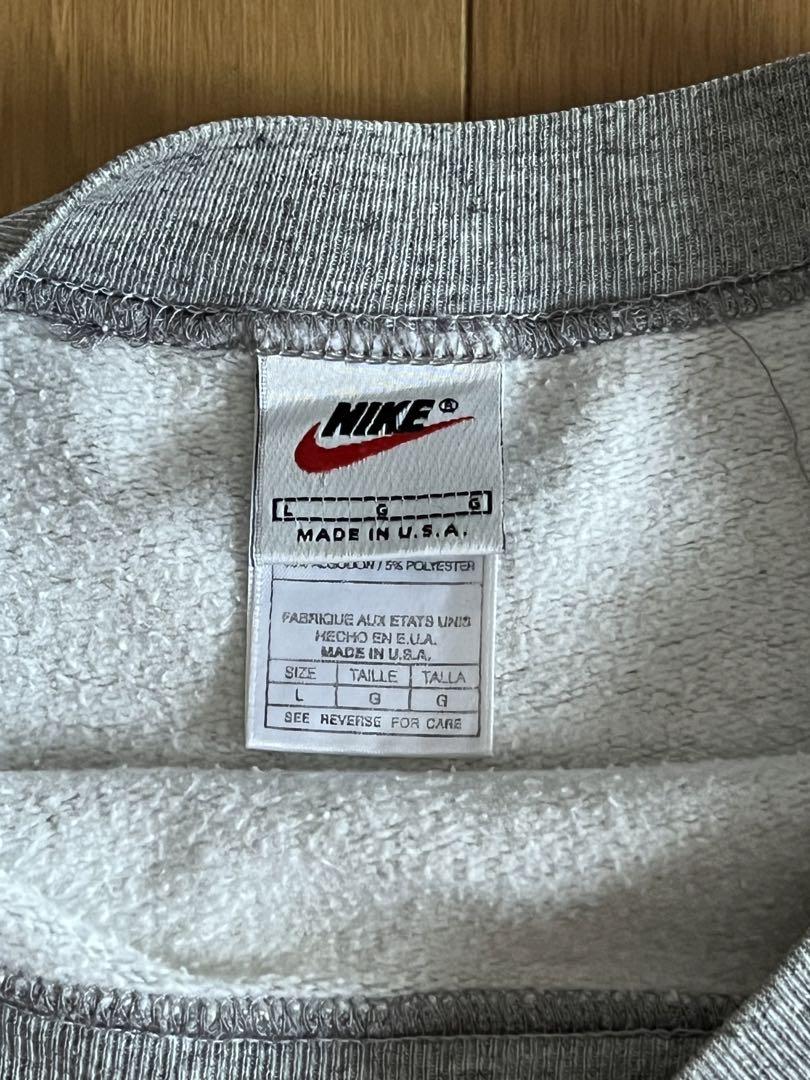 NIKE®
L G G
MADE IN U.S.A.
ALGODON / 5% POLYESTER
FABRIQUE AUX ETATS UNIS
HECHO EN E.U.A.
MADE IN U.S.A.
SIZE TAILLE TALLA
L G G
SEE REVERSE FOR CARE